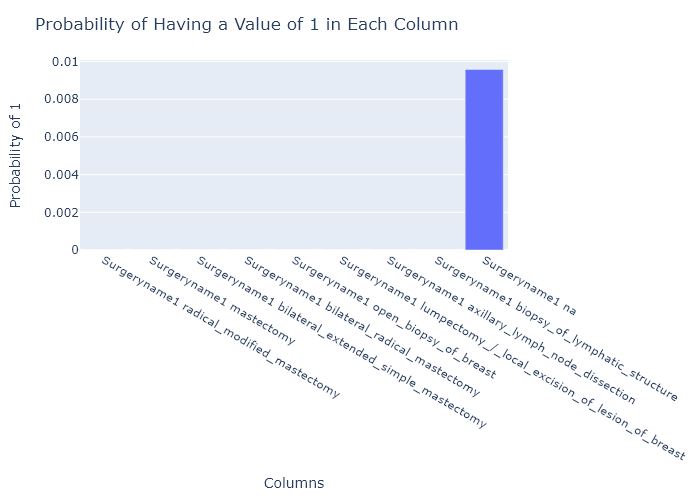 Probability of Having a Value of 1 in Each Column
Probability of 1
0.01
0.008
0.006
0.004
0.002
0
Surgeryname1 radical_modified_mastectomy
Surgeryname1 mastectomy
Surgeryname1 bilateral_extended_simple_mastectomy
Surgeryname1 bilateral_radical_mastectomy
Surgeryname1 open_biopsy_of_breast
Surgeryname1 lumpectomy_/_local_excision_of_lesion_of_breast
Surgeryname1 axillary_lymph_node_dissection
Surgeryname1 biopsy_of_lymphatic_structure
Surgeryname1 na
Columns